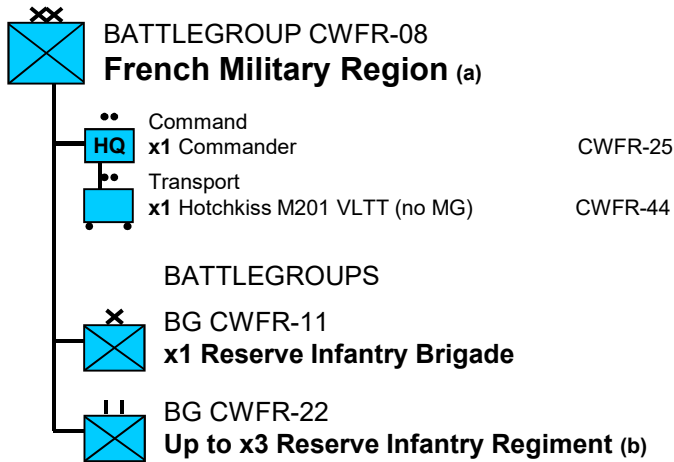 BATTLEGROUP CWFR-08
French Military Region (a)
Command
HQ x1 Commander CWFR-25
Transport
x1 Hotchkiss M201 VLTT (no MG) CWFR-44
BATTLEGROUPS
BG CWFR-11
x1 Reserve Infantry Brigade
BG CWFR-22
Up to x3 Reserve Infantry Regiment (b)